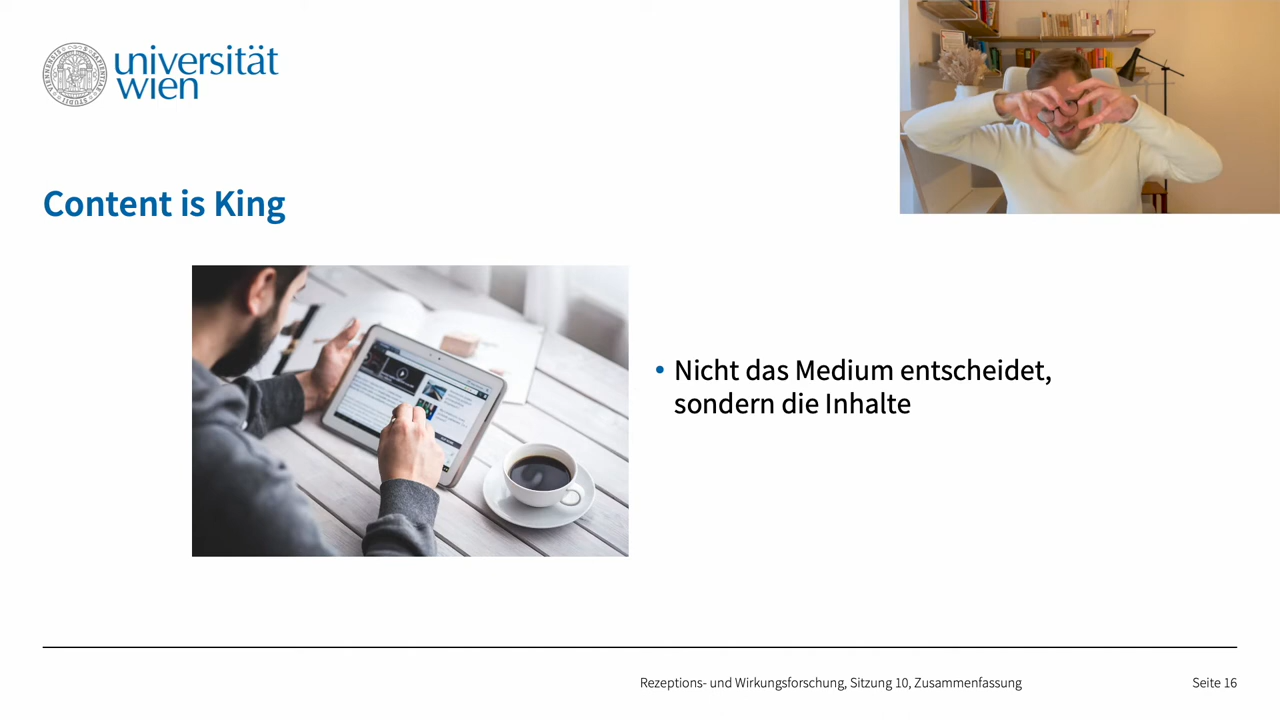 universität
wien
Content is King
• Nicht das Medium entscheidet,
sondern die Inhalte
Rezeptions- und Wirkungsforschung, Sitzung 10, Zusammenfassung
Seite 16